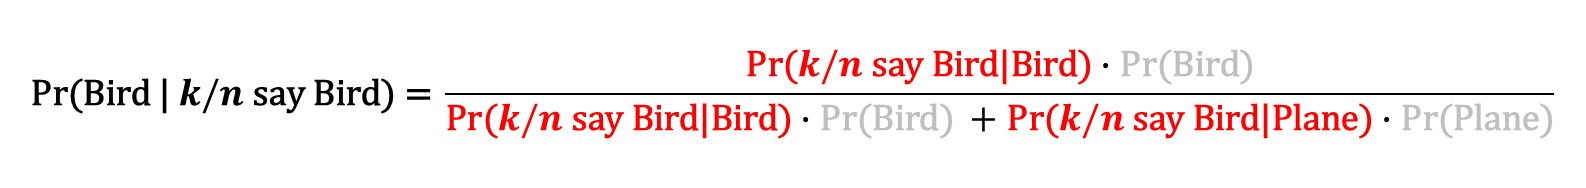 Pr(k/n say Bird|Bird) · Pr(Bird)
Pr(Bird | k/n say Bird) =
Pr(k/n say Bird|Bird) · Pr(Bird) + Pr(k/n say Bird|Plane) · Pr(Plane)